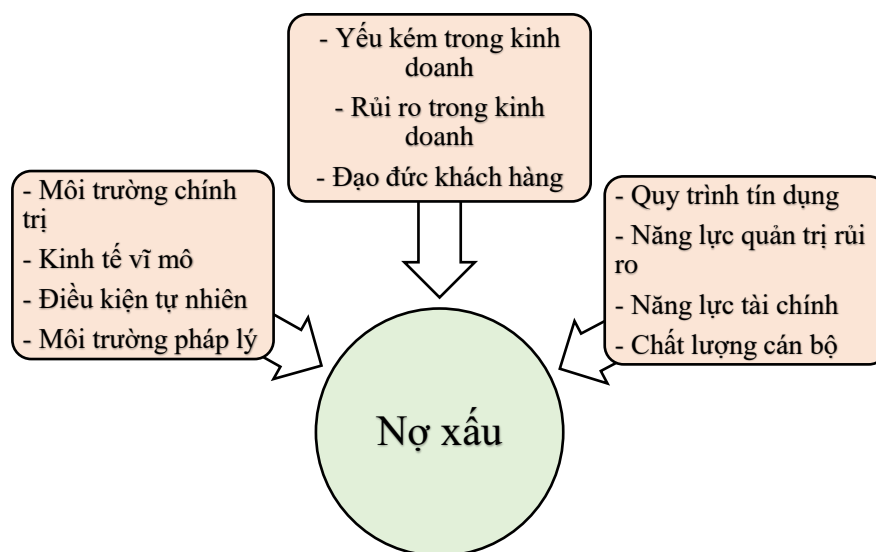 - Yếu kém trong kinh
doanh
- Rủi ro trong kinh
doanh
- Đạo đức khách hàng
- Môi trường chính
trị
- Kinh tế vĩ mô
- Điều kiện tự nhiên
- Môi trường pháp lý
- Quy trình tín dụng
- Năng lực quản trị rủi
ro
- Năng lực tài chính
- Chất lượng cán bộ
Nợ xấu